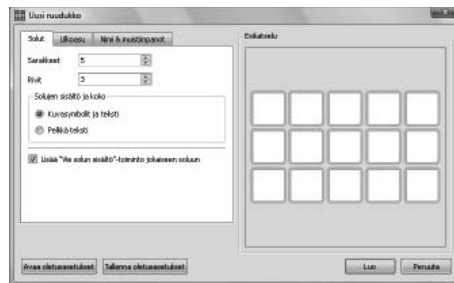 Uusi ruudukko
Solut Ulkoasu Nimi & muistiinpanot
Esikatselu
Sarakkeet 5
Rivit 3
Solujen sisältö ja koko
Kuvasymbolit ja teksti
Pelkkä teksti
Lisää "Aja solun sisältö"-toiminto jokaiseen soluun
Avaa oletusasetukset Tallenna oletusasetukset Luo Peruuta